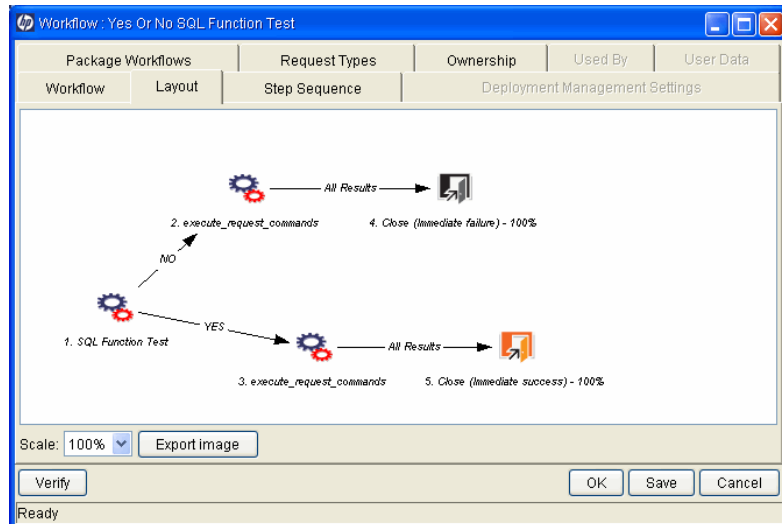 hp Workflow : Yes Or No SQL Function Test
Package Workflows Request Types Ownership Used By User Data
Workflow Layout Step Sequence Deployment Management Settings
All Results
2. execute_request_commands 4. Close (Immediate failure) - 100%
NO
YES
1. SQL Function Test
All Results
3. execute_request_commands 5. Close (Immediate success) - 100%
Scale: 100% Export image
Verify OK Save Cancel
Ready